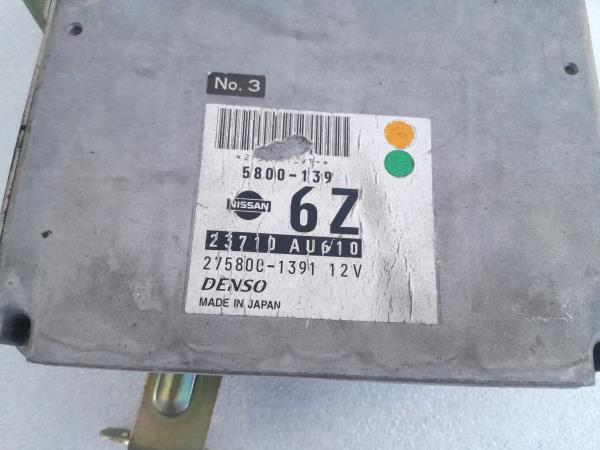 No. 3
5800-139
NISSAN
6Z
23710 AU610
275800-1391 12V
DENSO
MADE IN JAPAN